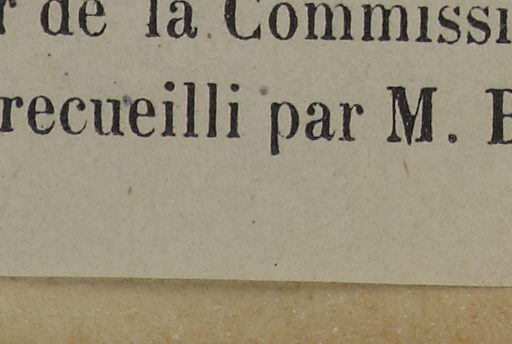 r de la Commissi
recueilli par M. B